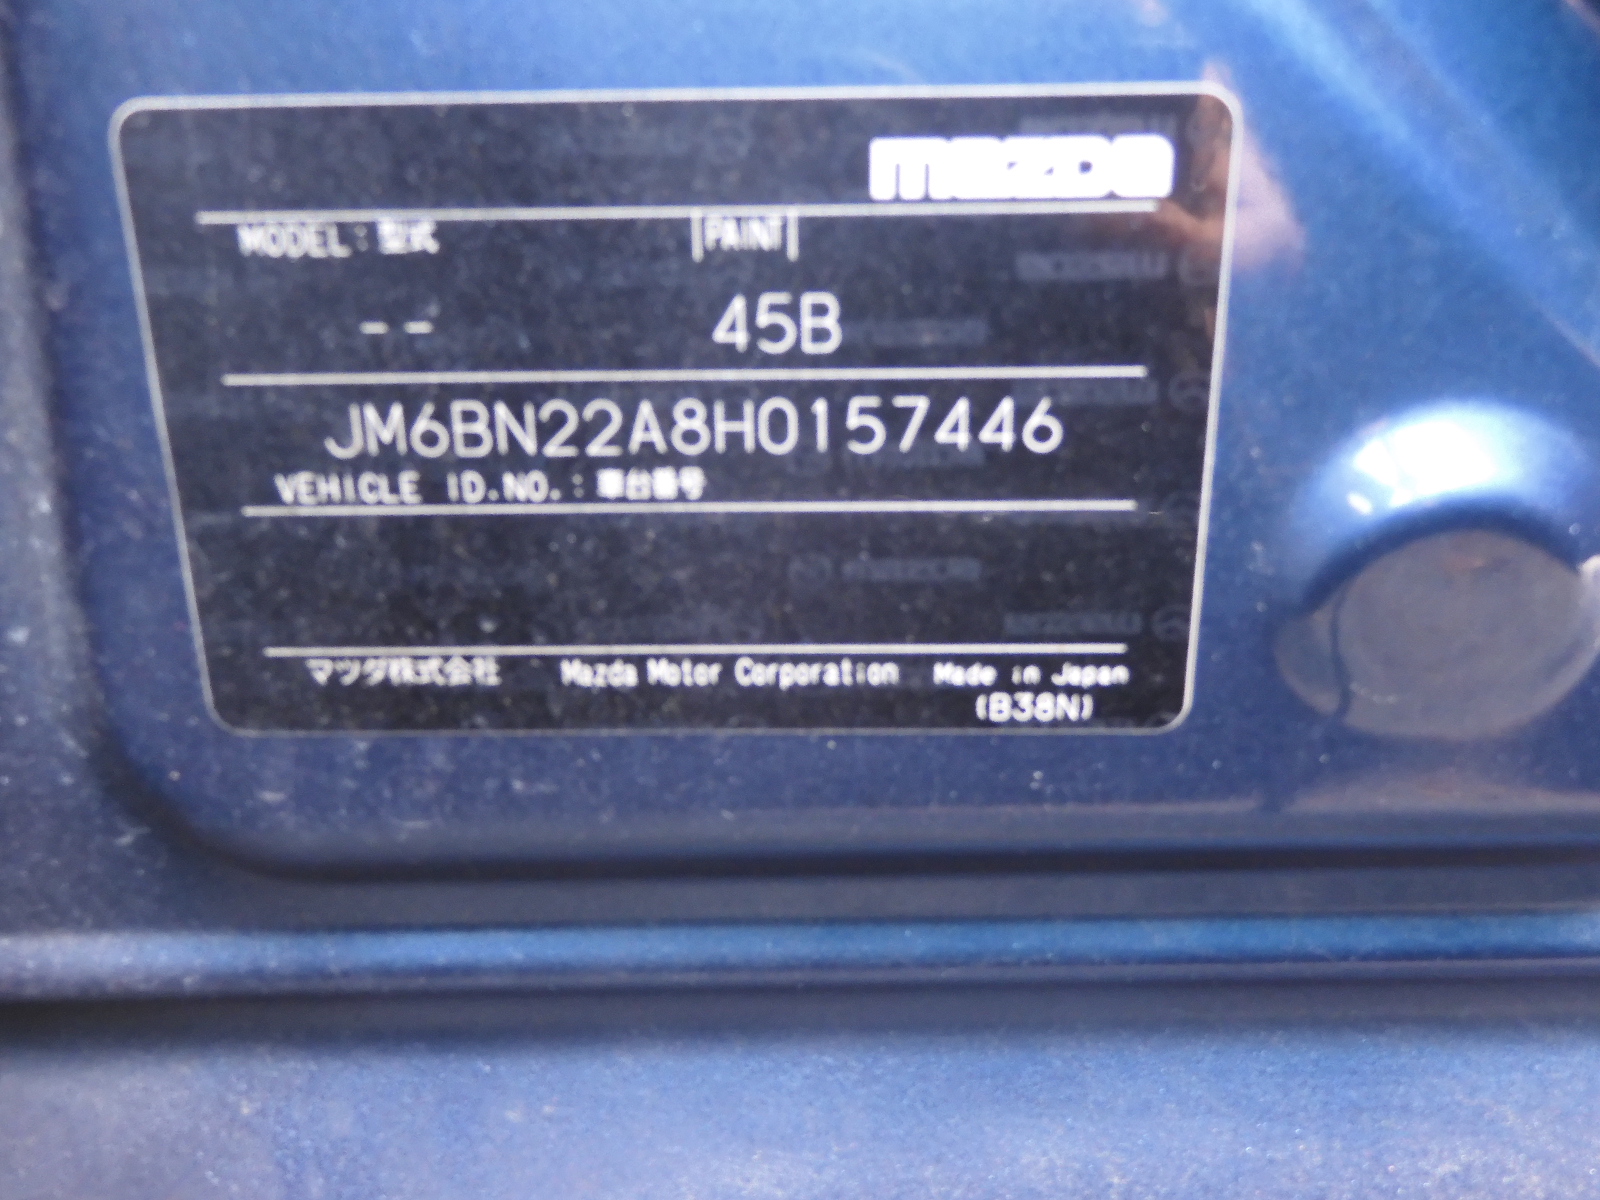 mazda
MODEL:型式 PAINT
-- 45B
JM6BN22A8H0157446
VEHICLE ID.NO.:車台番号
マツダ株式会社 Mazda Motor Corporation Made in Japan
(B38N)